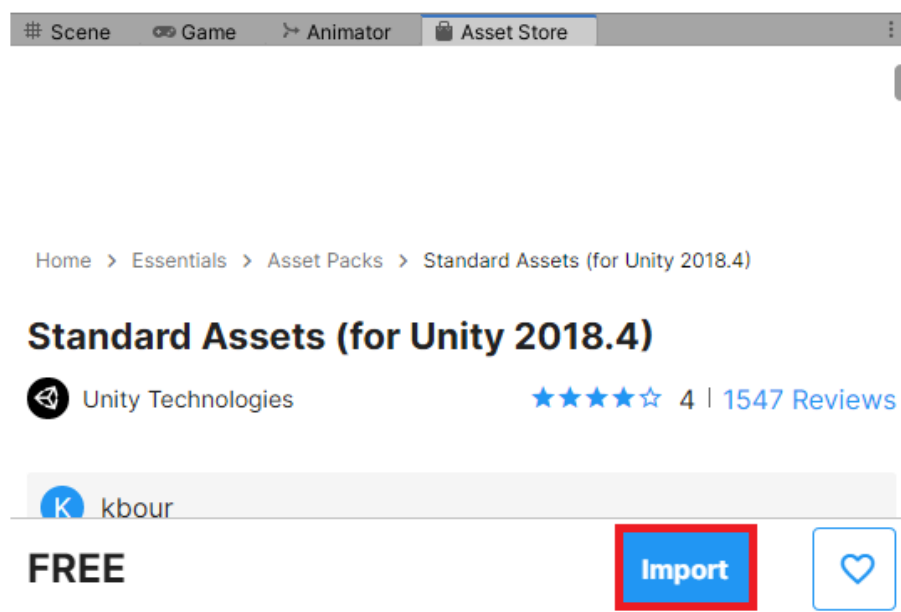 Scene Game Animator Asset Store
Home > Essentials > Asset Packs > Standard Assets (for Unity 2018.4)
Standard Assets (for Unity 2018.4)
Unity Technologies 4 | 1547 Reviews
K kbour
FREE Import